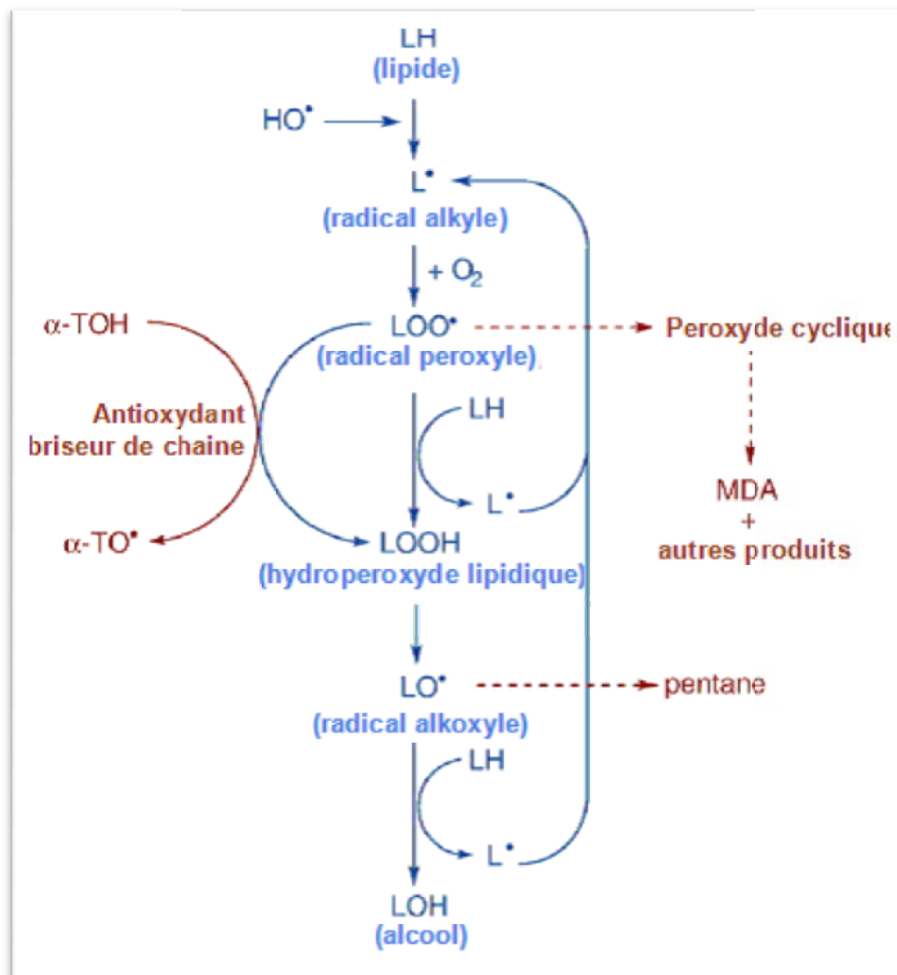 LH
(lipide)
HO•
L•
(radical alkyle)
+ O₂
α-TOH
LOO•
(radical peroxyle)
Peroxyde cyclique
LH
Antioxydant
briseur de chaine
L•
MDA
+
autres produits
α-TO•
LOOH
(hydroperoxyde lipidique)
LO•
pentane
(radical alkoxyle)
LH
L•
LOH
(alcool)